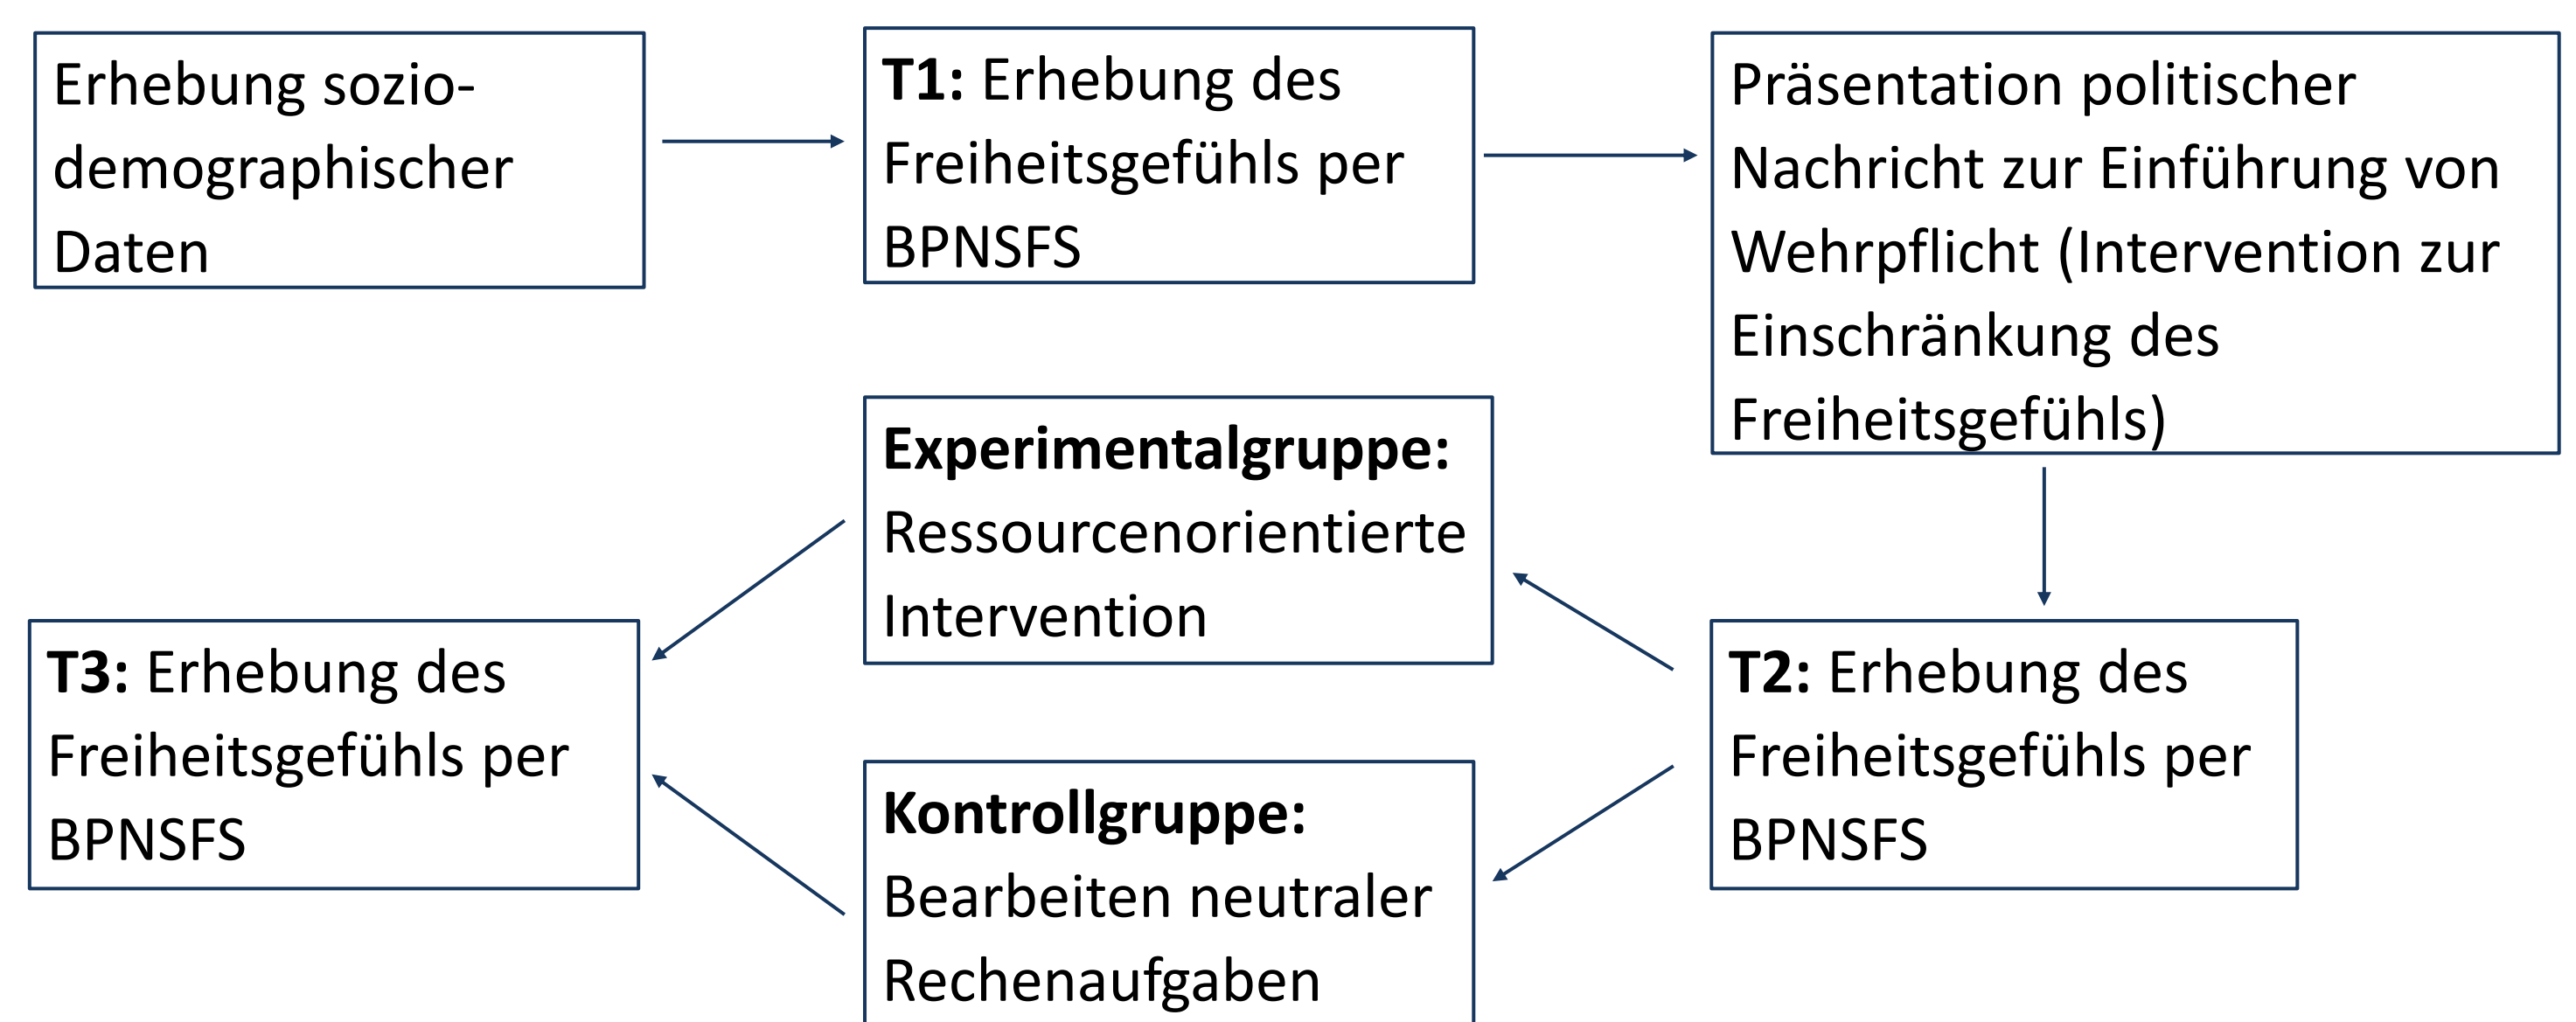 Erhebung sozio-
demographischer
Daten
T1: Erhebung des
Freiheitsgefühls per
BPNSFS
Präsentation politischer
Nachricht zur Einführung von
Wehrpflicht (Intervention zur
Einschränkung des
Freiheitsgefühls)
T2: Erhebung des
Freiheitsgefühls per
BPNSFS
Experimentalgruppe:
Ressourcenorientierte
Intervention
Kontrollgruppe:
Bearbeiten neutraler
Rechenaufgaben
T3: Erhebung des
Freiheitsgefühls per
BPNSFS